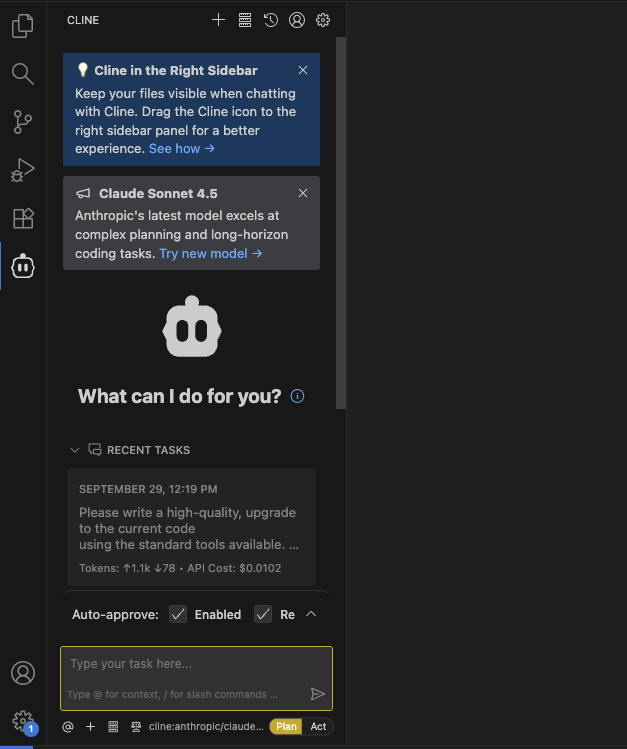 CLINE
Cline in the Right Sidebar
Keep your files visible when chatting
with Cline. Drag the Cline icon to the
right sidebar panel for a better
experience. See how →
Claude Sonnet 4.5
Anthropic's latest model excels at
complex planning and long-horizon
coding tasks. Try new model →
What can I do for you?
RECENT TASKS
SEPTEMBER 29, 12:19 PM
Please write a high-quality, upgrade
to the current code
using the standard tools available. ...
Tokens: ↑1.1k ↓78 • API Cost: $0.0102
Auto-approve: Enabled Re
Type your task here...
Type @ for context, / for slash commands ...
1
@ cline:anthropic/claude... Plan Act